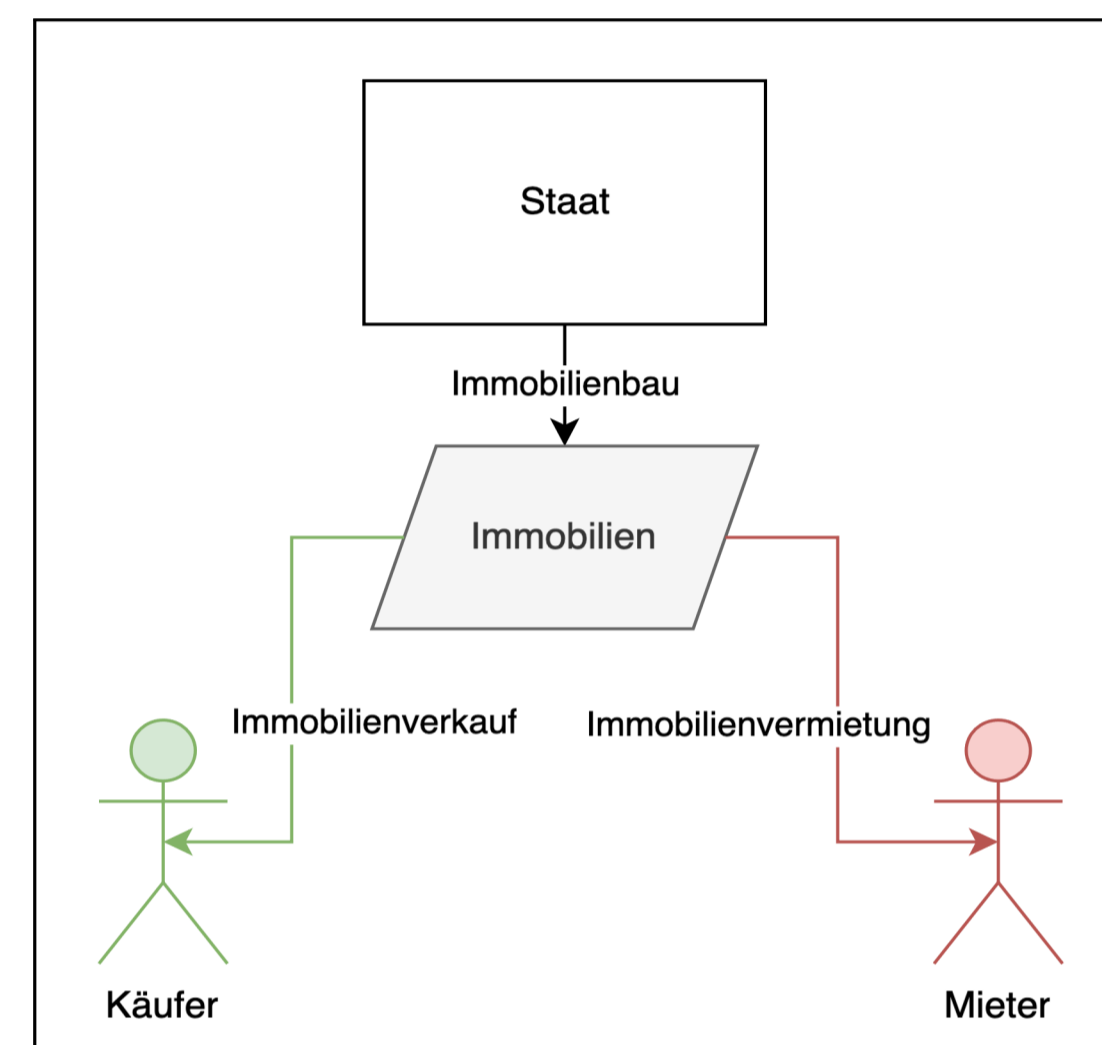 Staat
Immobilienbau
Immobilien
Immobilienverkauf
Immobilienvermietung
Käufer
Mieter